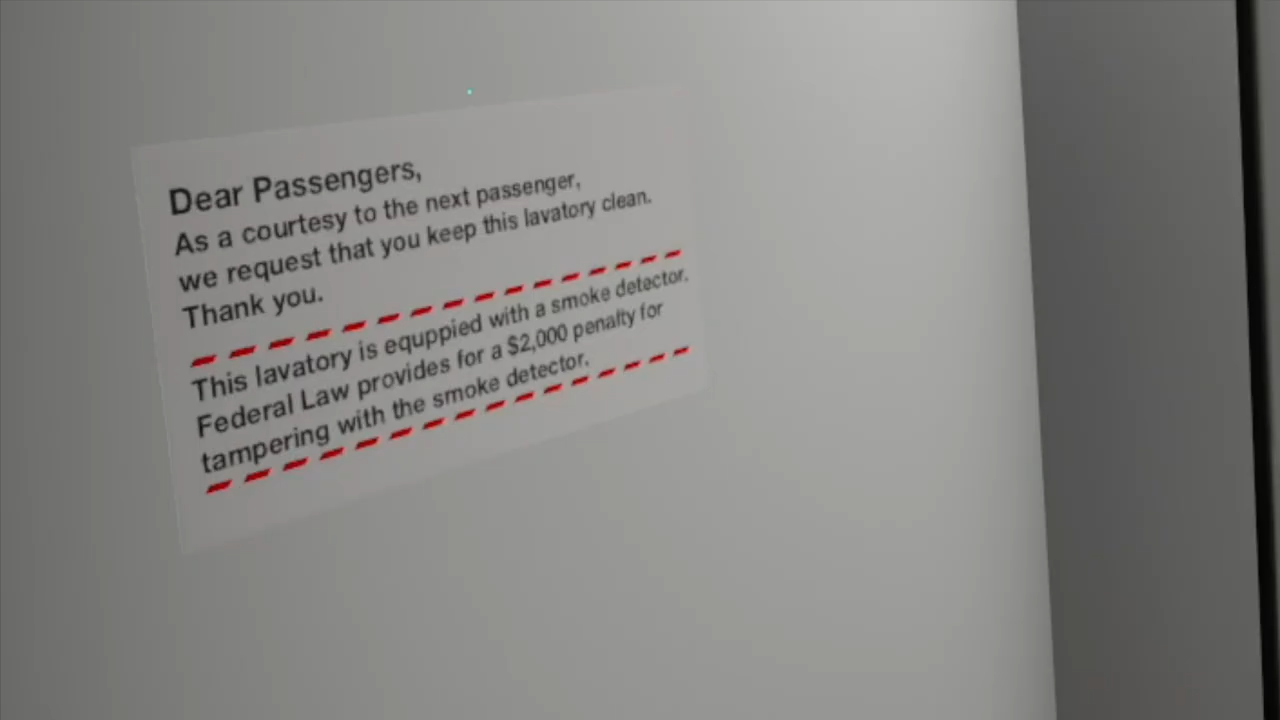 Dear Passengers,
As a courtesy to the next passenger,
we request that you keep this lavatory clean.
Thank you.
This lavatory is equppied with a smoke detector.
Federal Law provides for a $2,000 penalty for
tampering with the smoke detector.